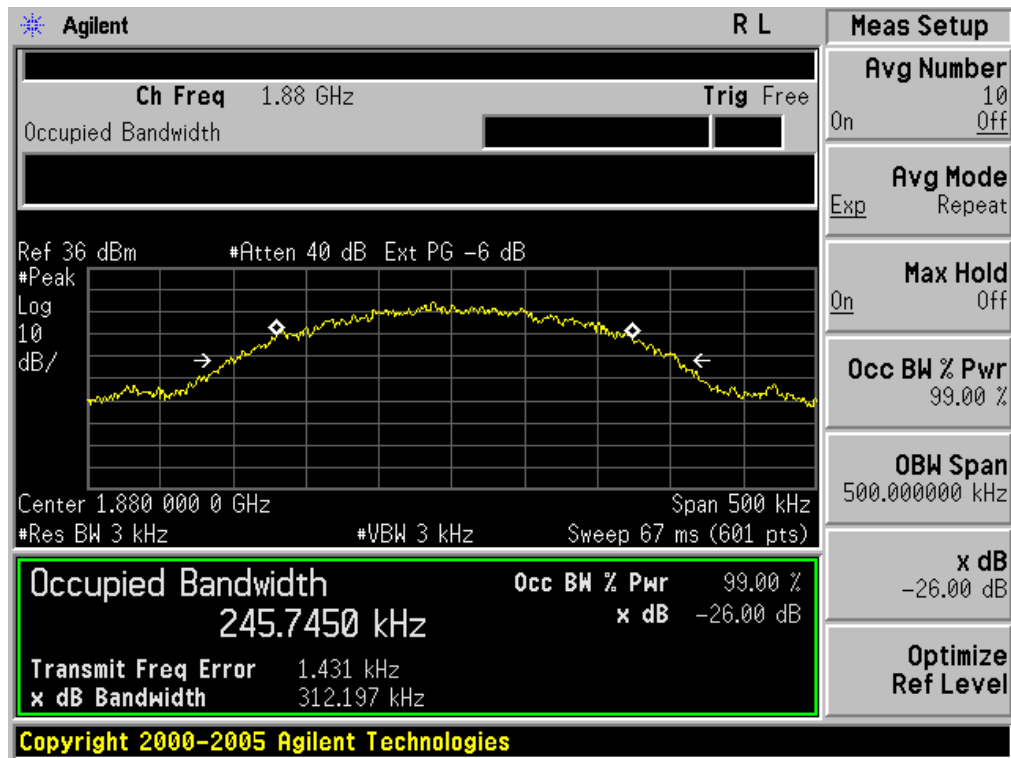 Agilent R L Meas Setup
Ch Freq 1.88 GHz Trig Free
Occupied Bandwidth
Ref 36 dBm #Atten 40 dB Ext PG -6 dB
#Peak
Log
10
dB/
Center 1.880 000 0 GHz Span 500 kHz
#Res BW 3 kHz #VBW 3 kHz Sweep 67 ms (601 pts)
Occupied Bandwidth Occ BW % Pwr 99.00 %
245.7450 kHz x dB -26.00 dB
Transmit Freq Error 1.431 kHz
x dB Bandwidth 312.197 kHz
Copyright 2000-2005 Agilent Technologies
Avg Number
10
On Off
Avg Mode
Exp Repeat
Max Hold
On Off
Occ BW % Pwr
99.00 %
OBW Span
500.000000 kHz
x dB
-26.00 dB
Optimize
Ref Level